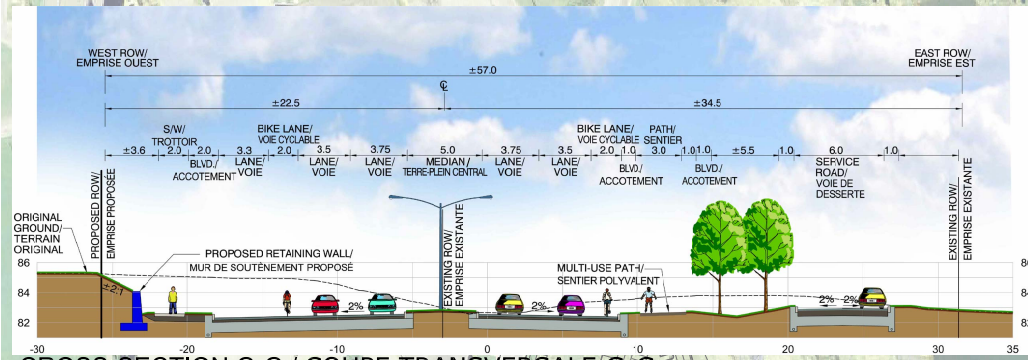 WEST ROW/
EMPRISE OUEST
EAST ROW/
EMPRISE EST
±57.0
℄
±22.5
±34.5
S/W/
TROTTOIR
BIKE LANE/
VOIE CYCLABLE
BIKE LANE/
VOIE CYCLABLE
PATH/
SENTIER
±3.6 2.0 2.0 3.3 2.0 3.5 3.75 5.0 3.75 3.5 2.0 1.0 3.0 1.0 1.0 ±5.5 1.0 6.0 1.0 3.0
BLVD./
ACCOTEMENT
LANE/
VOIE
LANE/
VOIE
LANE/
VOIE
MEDIAN/
TERRE-PLEIN CENTRAL
LANE/
VOIE
LANE/
VOIE
BLVD./
ACCOTEMENT
BLVD./
ACCOTEMENT
SERVICE
ROAD/
VOIE DE
DESSERTE
PROPOSED ROW/
EMPRISE PROPOSÉE
EXISTING ROW/
EMPRISE EXISTANTE
EXISTING ROW/
EMPRISE EXISTANTE
ORIGINAL
GROUND/
TERRAIN
ORIGINAL
PROPOSED RETAINING WALL/
MUR DE SOUTÈNEMENT PROPOSÉ
MULTI-USE PATH/
SENTIER POLYVALENT
±2:1
2%
2%
2%
2%
86
84
82
-30 -20 -10 0 10 20 30 35